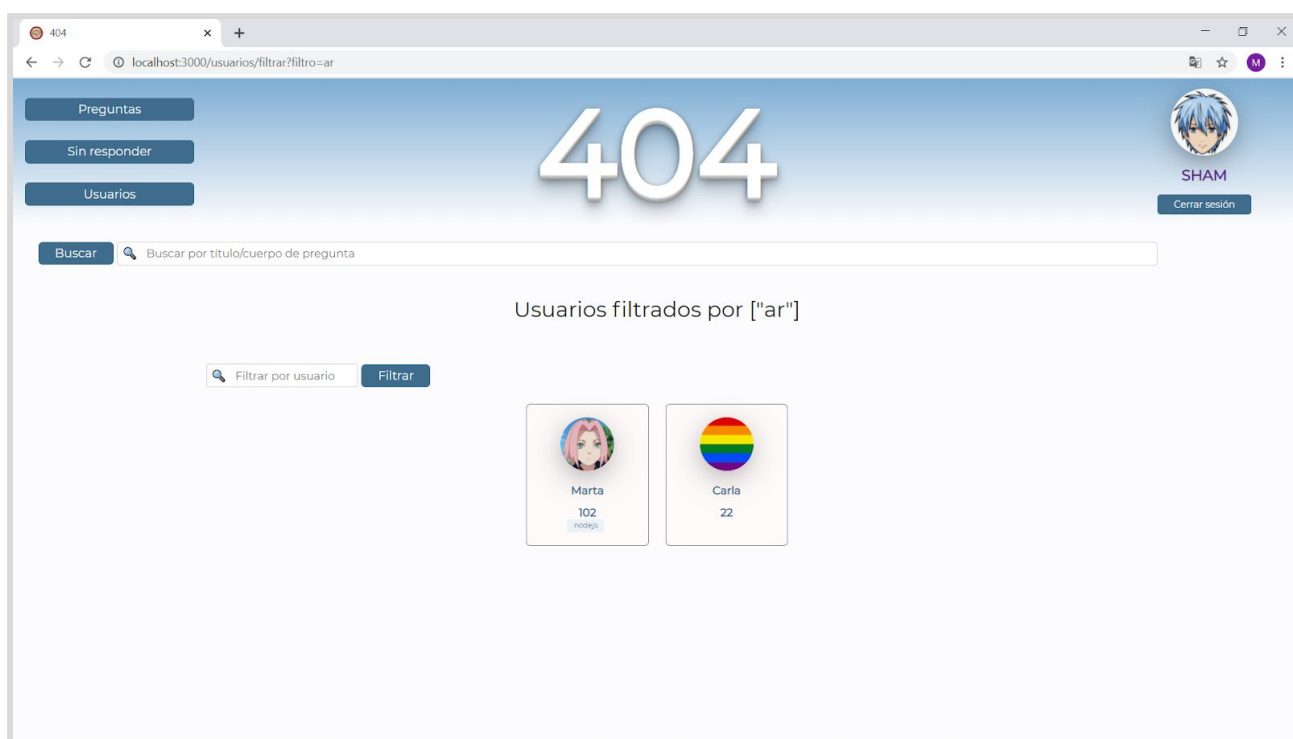 404
localhost:3000/usuarios/filtrar?filtro=ar
M
Preguntas
Sin responder
Usuarios
404
SHAM
Cerrar sesión
Buscar
Buscar por título/cuerpo de pregunta
Usuarios filtrados por ["ar"]
Filtrar por usuario
Filtrar
Marta
102
nodejs
Carla
22